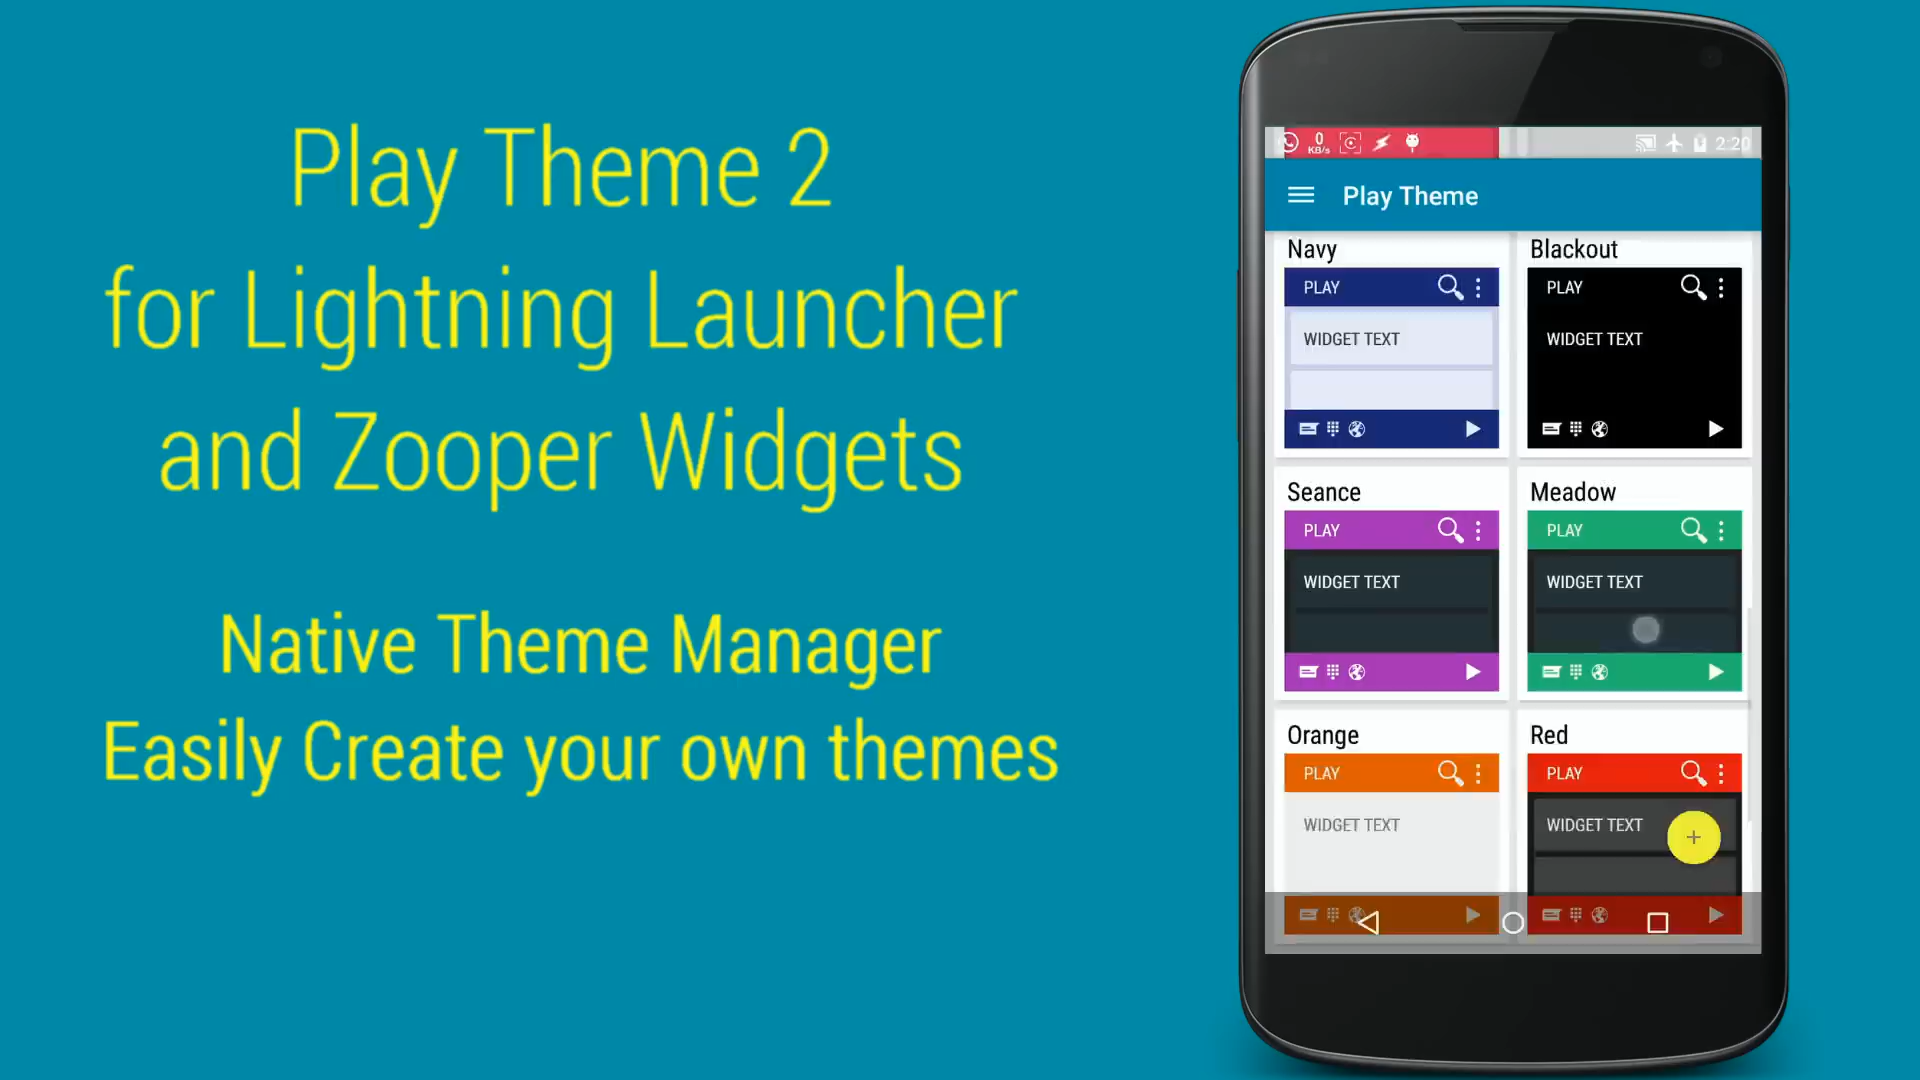 Play Theme 2
for Lightning Launcher
and Zooper Widgets
Native Theme Manager
Easily Create your own themes
0
KB/s
2:20
Play Theme
Navy
PLAY
WIDGET TEXT
Blackout
PLAY
WIDGET TEXT
Seance
PLAY
WIDGET TEXT
Meadow
PLAY
WIDGET TEXT
Orange
PLAY
WIDGET TEXT
Red
PLAY
WIDGET TEXT